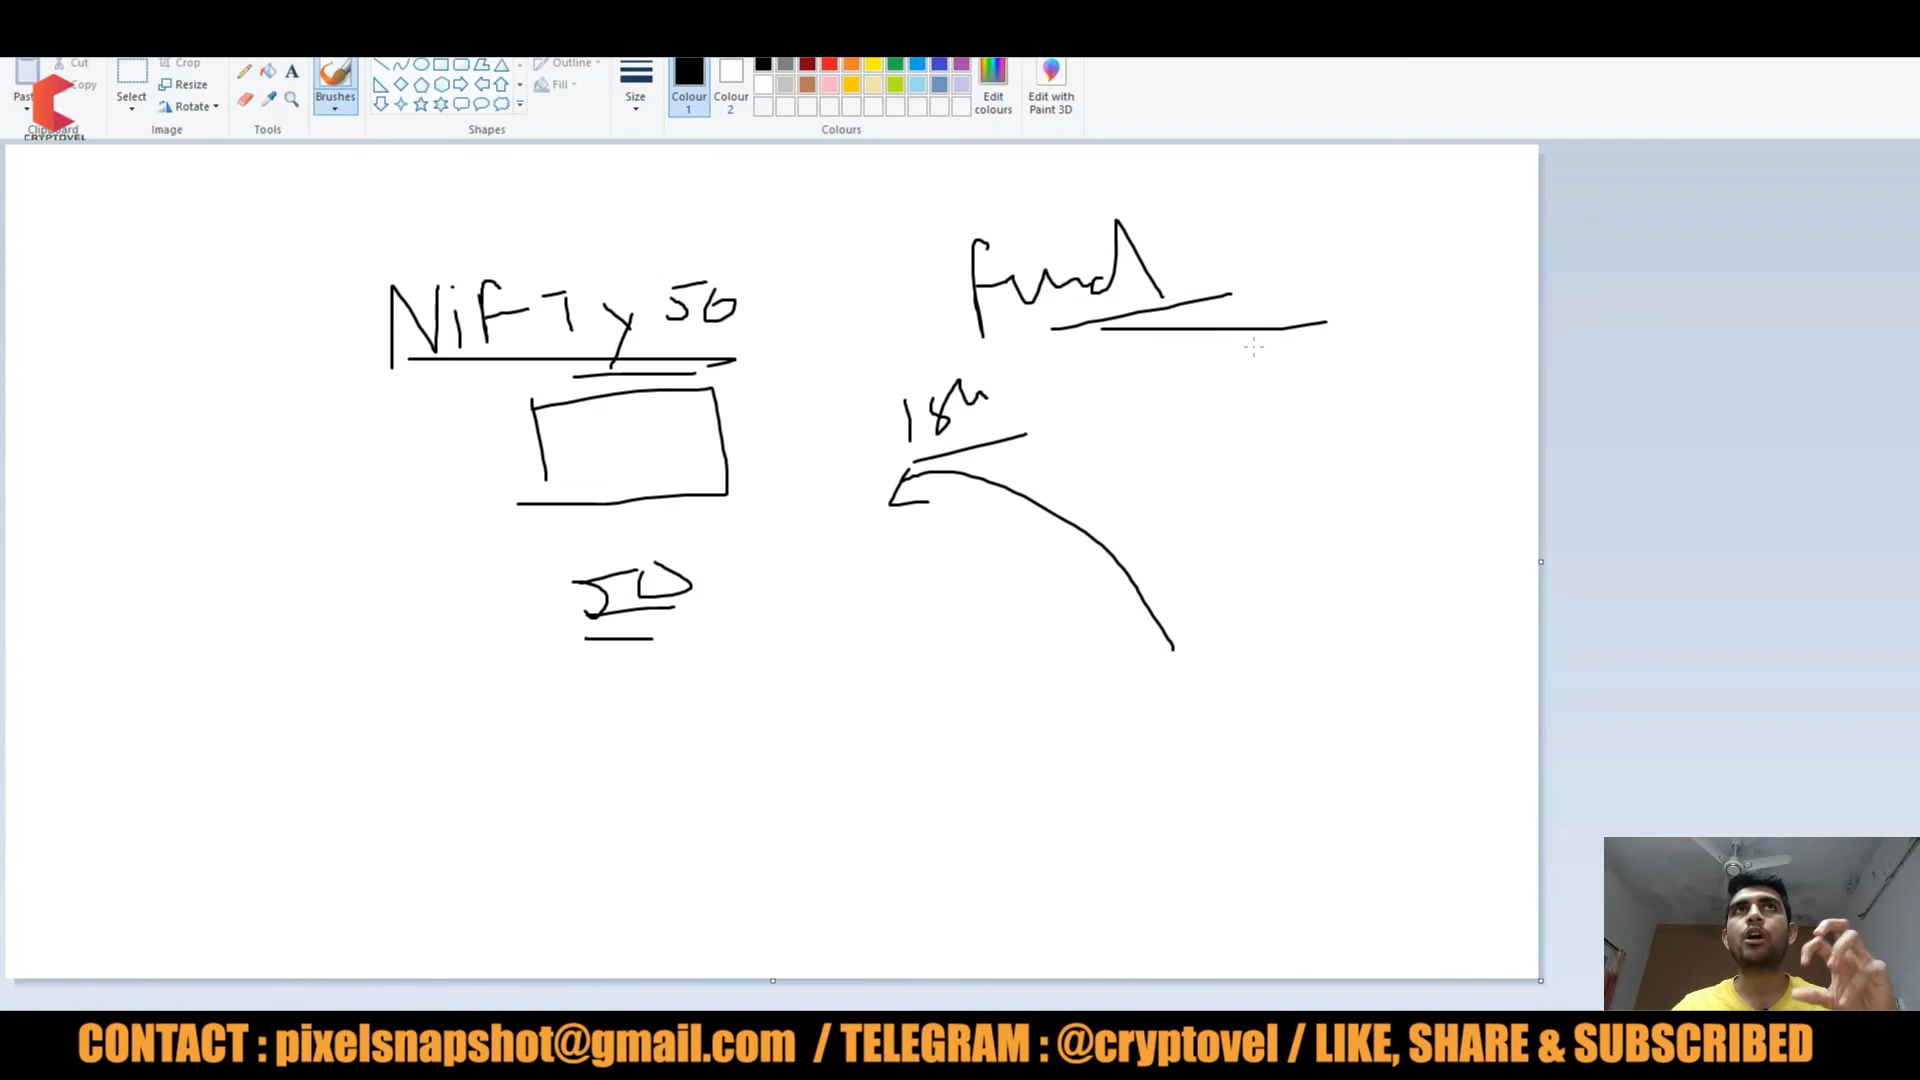 Cut
Crop
Outline
Paste
Copy
Select
Resize
Rotate
A
Brushes
Fill
Size
Colour 1
Colour 2
Edit colours
Edit with Paint 3D
Clipboard
Image
Tools
Shapes
Colours
CRYPTOVEL
Fund
NiFTy 50
18
50
CONTACT : pixelsnapshot@gmail.com / TELEGRAM : @cryptovel / LIKE, SHARE & SUBSCRIBED